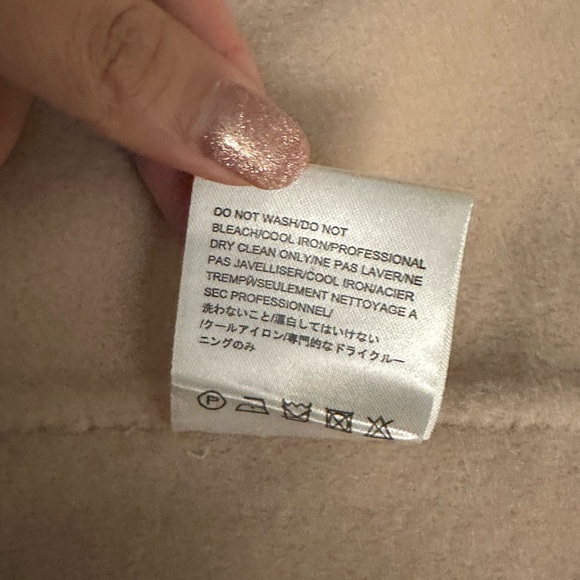 DO NOT WASH/DO NOT
BLEACH/COOL IRON/PROFESSIONAL
DRY CLEAN ONLY/NE PAS LAVER/NE
PAS JAVELLISER/COOL IRON/ACIER
SEULEMENT NETTOYAGE A
SEC PROFESSIONNEL/
洗わないこと/漂白してはいけない
/クールアイロン/専門的なドライクリー
ニングのみ
P